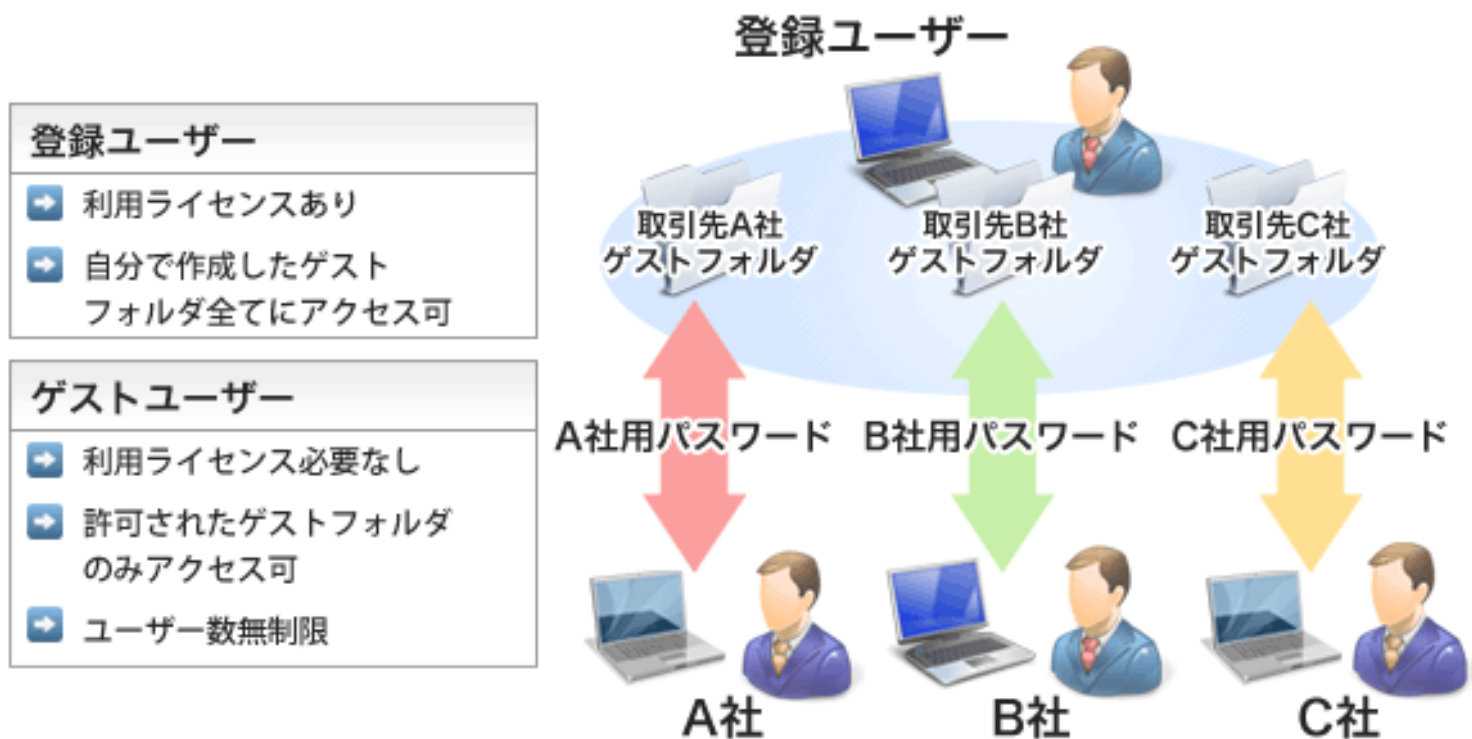 登録ユーザー
利用ライセンスあり
自分で作成したゲスト
フォルダ全てにアクセス可
ゲストユーザー
利用ライセンス必要なし
許可されたゲストフォルダ
のみアクセス可
ユーザー数無制限
登録ユーザー
取引先A社
ゲストフォルダ
取引先B社
ゲストフォルダ
取引先C社
ゲストフォルダ
A社用パスワード
B社用パスワード
C社用パスワード
A社
B社
C社